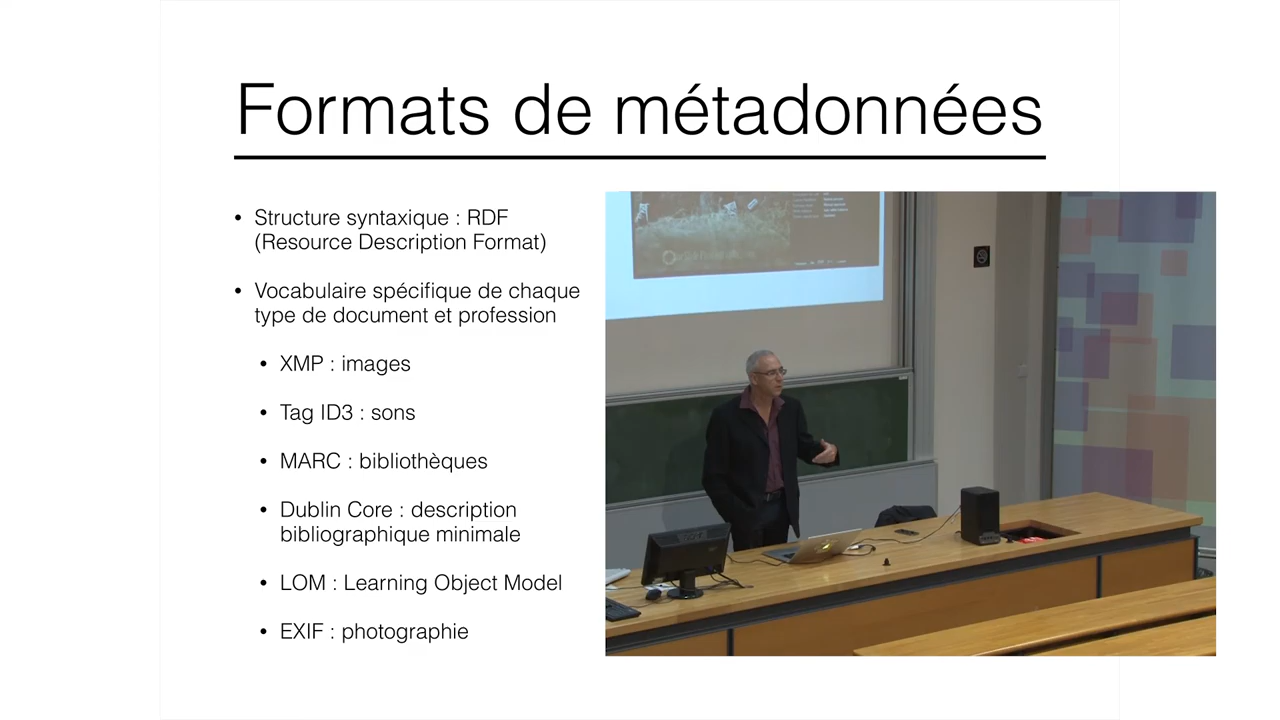 Formats de métadonnées
• Structure syntaxique : RDF
(Resource Description Format)
• Vocabulaire spécifique de chaque
type de document et profession
• XMP : images
• Tag ID3 : sons
• MARC : bibliothèques
• Dublin Core : description
bibliographique minimale
• LOM : Learning Object Model
• EXIF : photographie